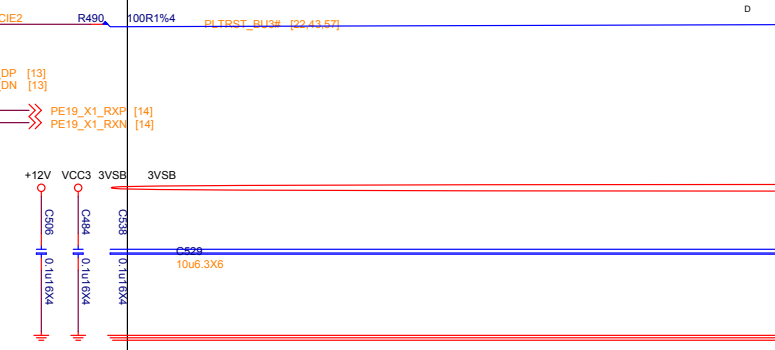 D
CIE2 R490 100R1%4
PLTRST_BU3# [22,43,57]
DP [13]
DN [13]
PE19_X1_RXP [14]
PE19_X1_RXN [14]
+12V VCC3 3VSB 3VSB
C506 C484 C538
C529
0.1u16X4 0.1u16X4 0.1u16X4
10u6.3X6